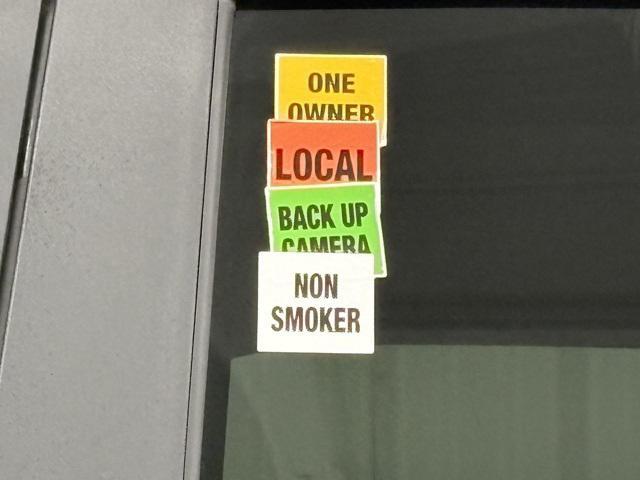 ONE
OWNER
LOCAL
BACK UP
CAMERA
NON
SMOKER